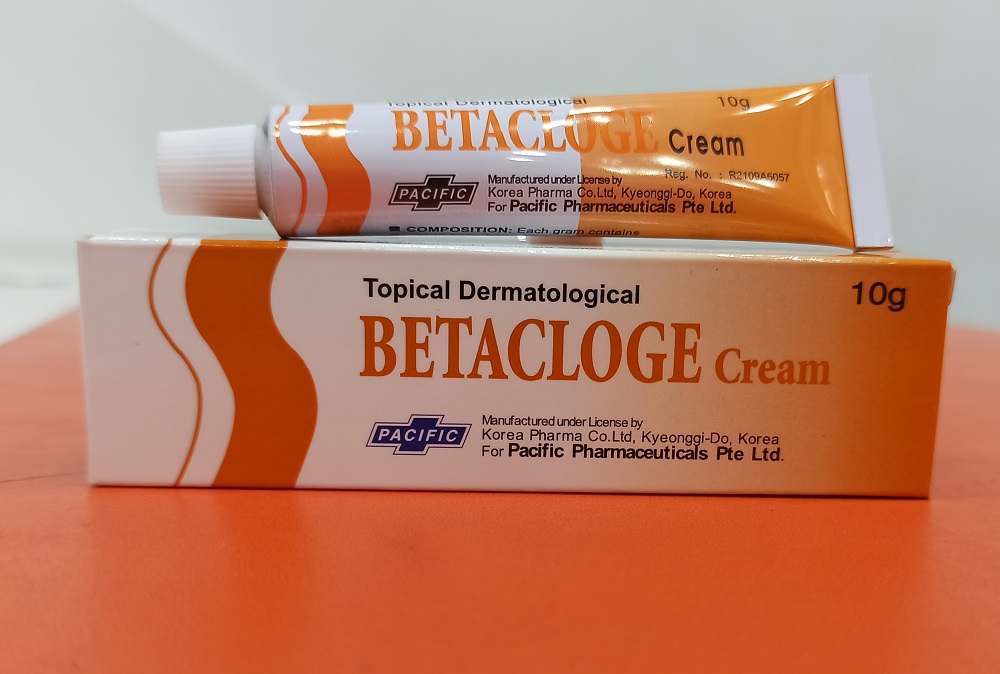 Topical Dermatological
10g
BETACLOGE Cream
Reg. No. : R2109A5057
PACIFIC
Manufactured under License by
Korea Pharma Co.Ltd, Kyeonggi-Do, Korea
For Pacific Pharmaceuticals Pte Ltd.
COMPOSITION: Each gram contains
Topical Dermatological
10g
BETACLOGE Cream
PACIFIC
Manufactured under License by
Korea Pharma Co.Ltd, Kyeonggi-Do, Korea
For Pacific Pharmaceuticals Pte Ltd.